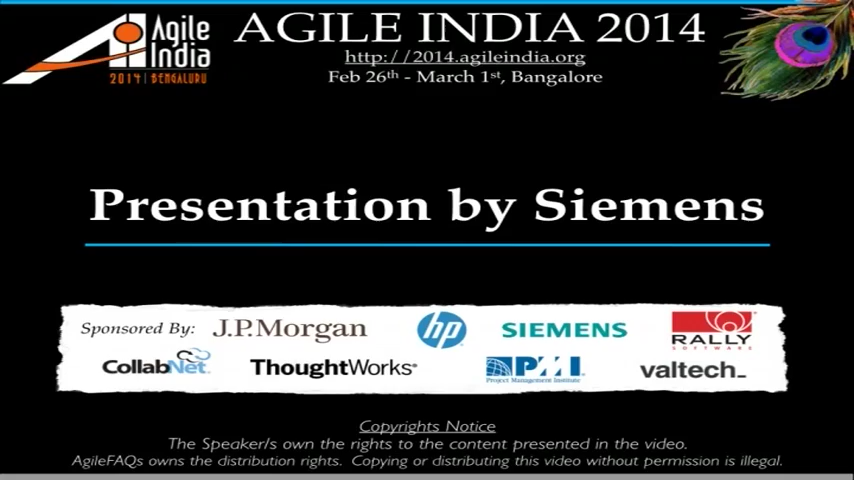 Agile
India
2014 | BENGALURU
AGILE INDIA 2014
http://2014.agileindia.org
Feb 26th - March 1st, Bangalore
Presentation by Siemens
Sponsored By: J.P.Morgan hp SIEMENS RALLY
SOFTWARE
CollabNet ThoughtWorks® PMI valtech_
Project Management Institute
Copyrights Notice
The Speaker/s own the rights to the content presented in the video.
AgileFAQs owns the distribution rights. Copying or distributing this video without permission is illegal.